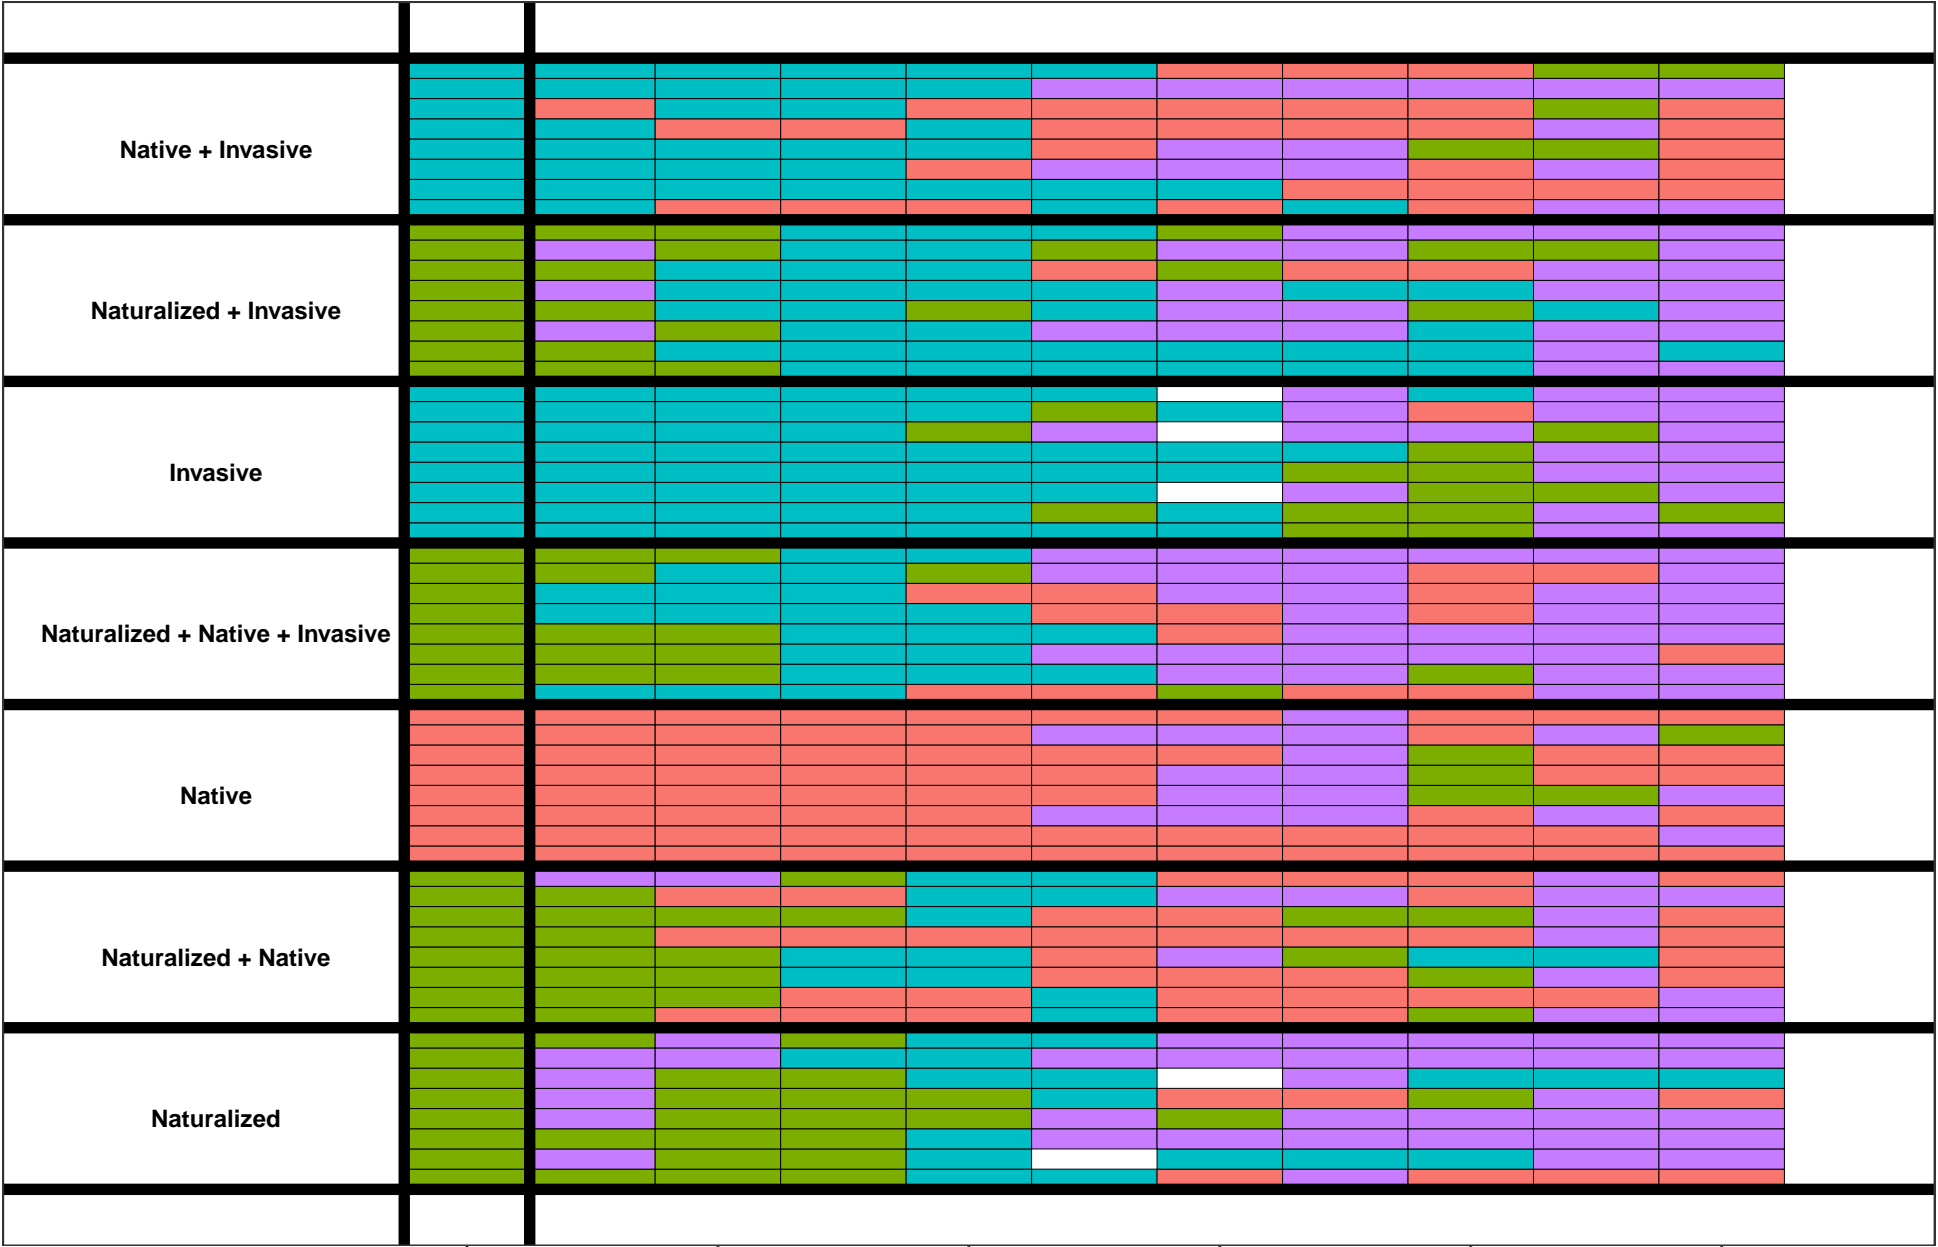 Native + Invasive
Naturalized + Invasive
Invasive
Naturalized + Native + Invasive
Native
Naturalized + Native
Naturalized